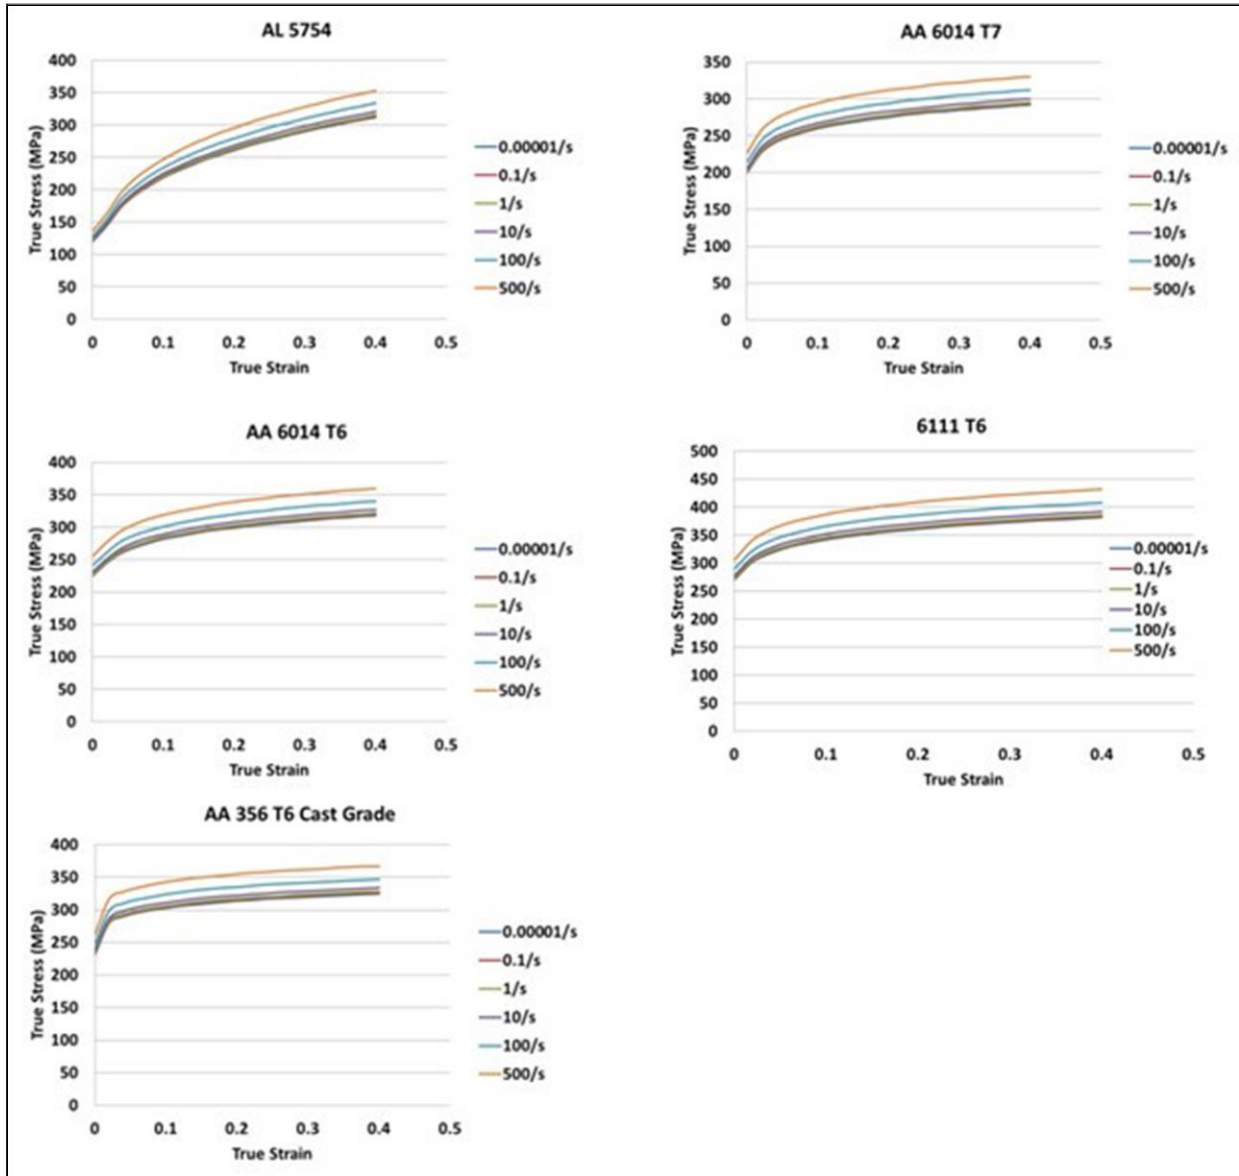 AL 5754
400
350
300
250
200
150
100
50
0
True Stress (MPa)
0 0.1 0.2 0.3 0.4 0.5
True Strain
0.00001/s
0.1/s
1/s
10/s
100/s
500/s
AA 6014 T7
350
300
250
200
150
100
50
0
True Stress (MPa)
0 0.1 0.2 0.3 0.4 0.5
True Strain
0.00001/s
0.1/s
1/s
10/s
100/s
500/s
AA 6014 T6
400
350
300
250
200
150
100
50
0
True Stress (MPa)
0 0.1 0.2 0.3 0.4 0.5
True Strain
0.00001/s
0.1/s
1/s
10/s
100/s
500/s
6111 T6
500
450
400
350
300
250
200
150
100
50
0
True Stress (MPa)
0 0.1 0.2 0.3 0.4 0.5
True Strain
0.00001/s
0.1/s
1/s
10/s
100/s
500/s
AA 356 T6 Cast Grade
400
350
300
250
200
150
100
50
0
True Stress (MPa)
0 0.1 0.2 0.3 0.4 0.5
True Strain
0.00001/s
0.1/s
1/s
10/s
100/s
500/s